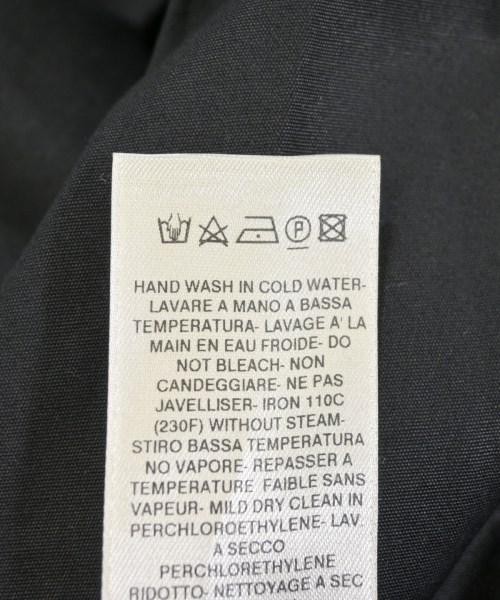 P
HAND WASH IN COLD WATER-
LAVARE A MANO A BASSA
TEMPERATURA- LAVAGE A' LA
MAIN EN EAU FROIDE- DO
NOT BLEACH- NON
CANDEGGIARE- NE PAS
JAVELLISER- IRON 110C
(230F) WITHOUT STEAM-
STIRO BASSA TEMPERATURA
NO VAPORE- REPASSER A
TEMPERATURE FAIBLE SANS
VAPEUR- MILD DRY CLEAN IN
PERCHLOROETHYLENE- LAV.
A SECCO
PERCHLORETHYLENE
RIDOTTO- NETTOYAGE A SEC